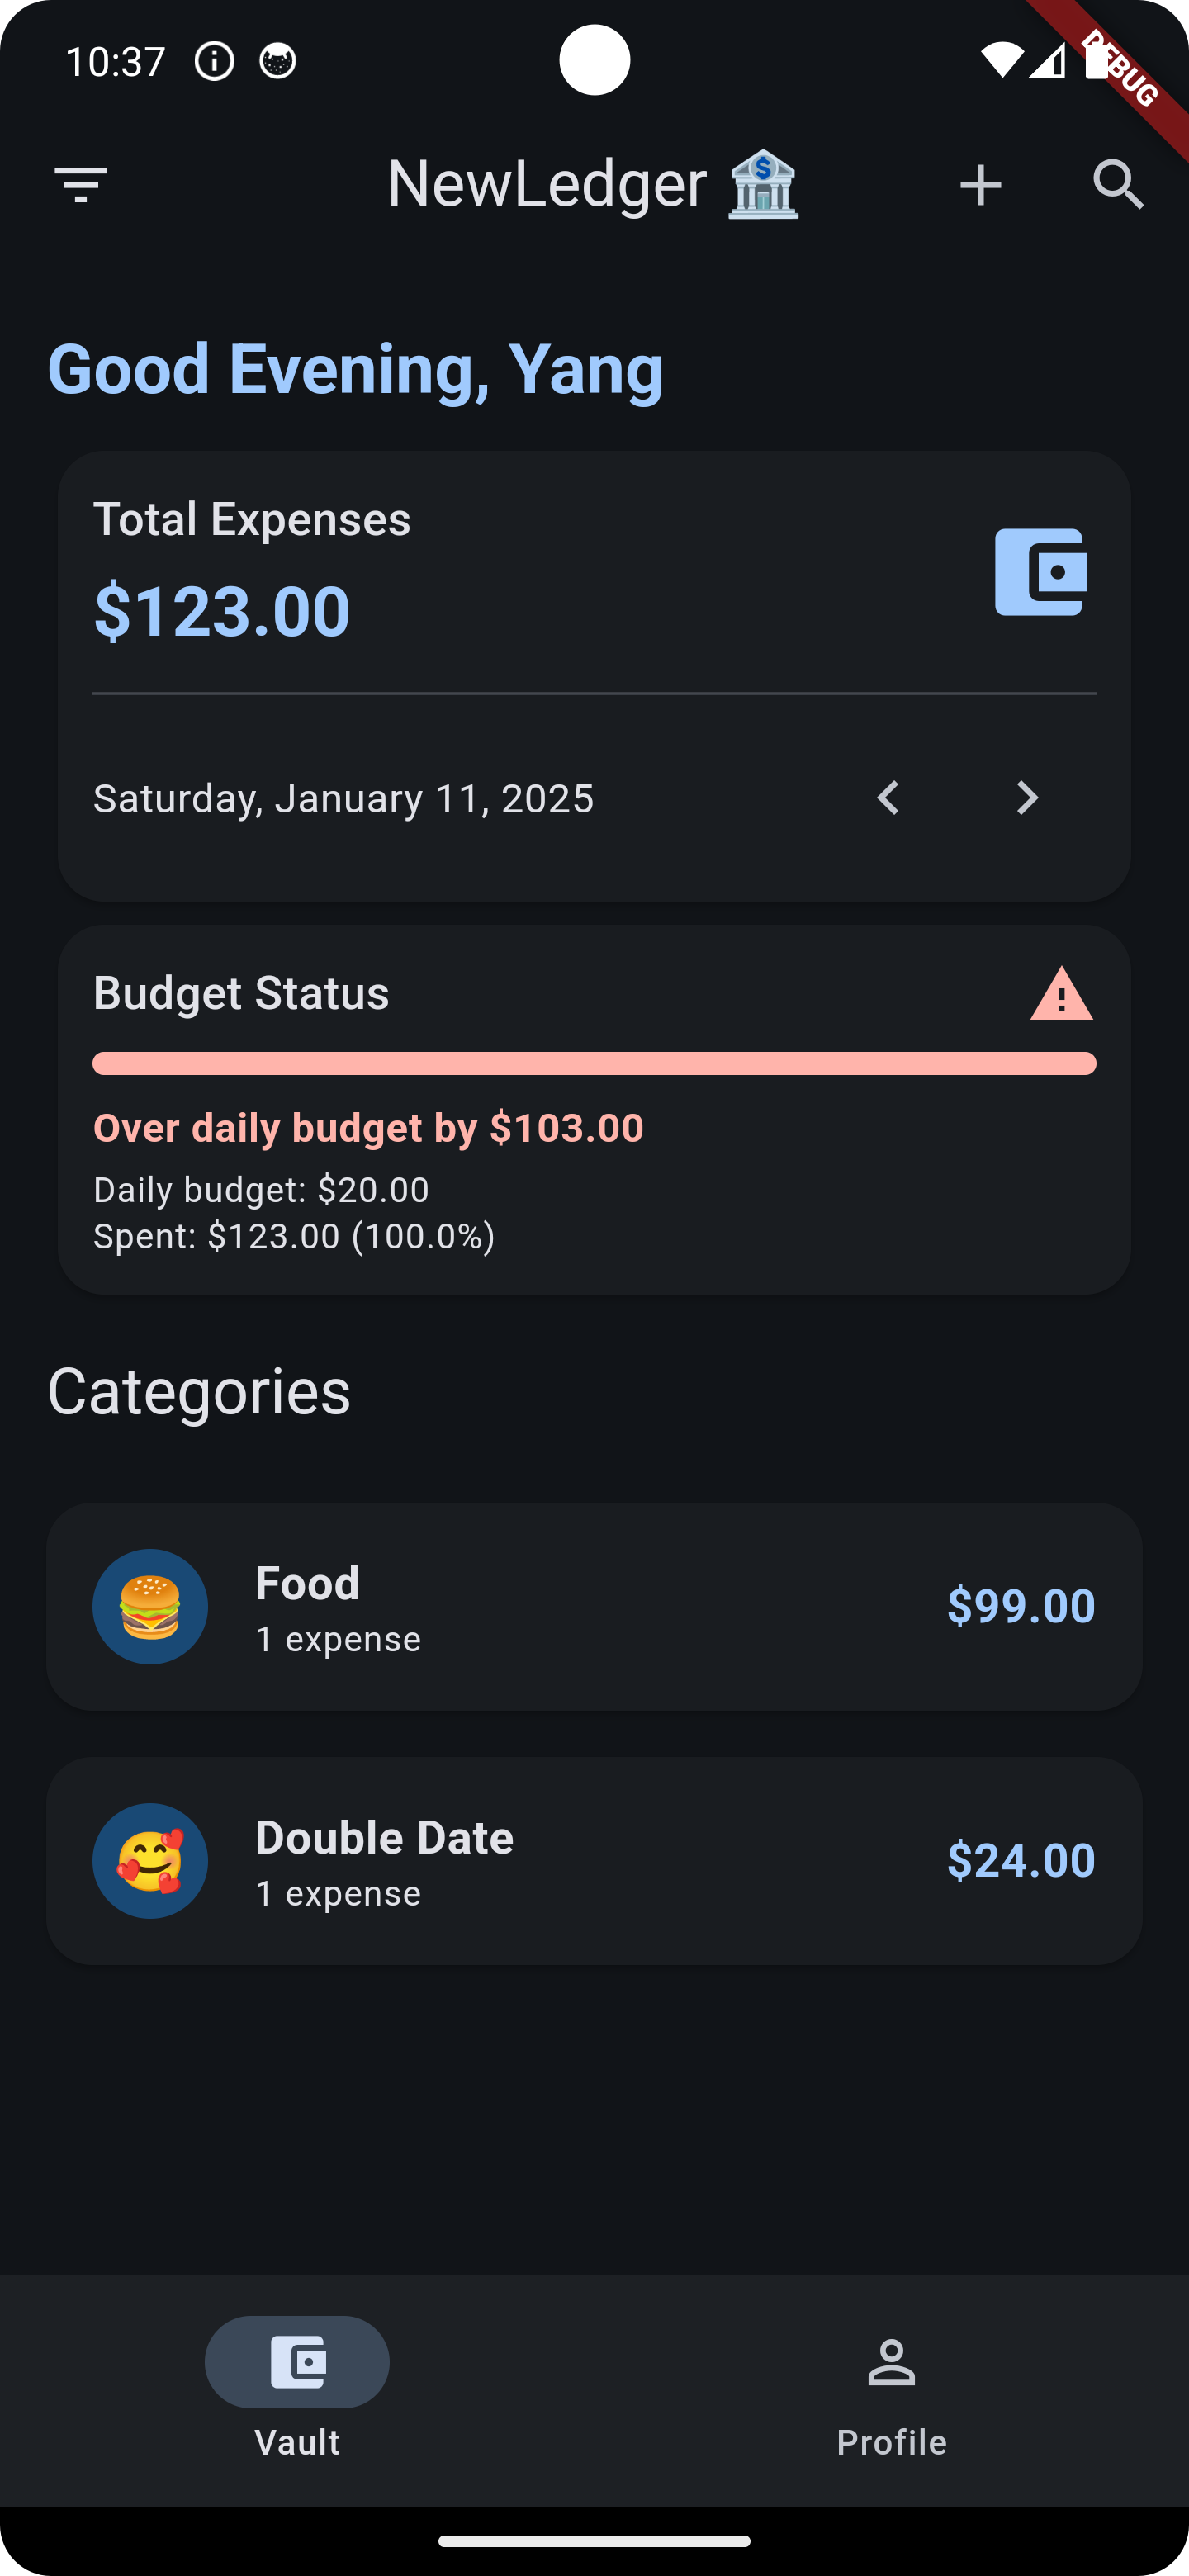 10:37
DEBUG
NewLedger
Good Evening, Yang
Total Expenses
$123.00
Saturday, January 11, 2025
Budget Status
Over daily budget by $103.00
Daily budget: $20.00
Spent: $123.00 (100.0%)
Categories
Food
1 expense
$99.00
Double Date
1 expense
$24.00
Vault
Profile